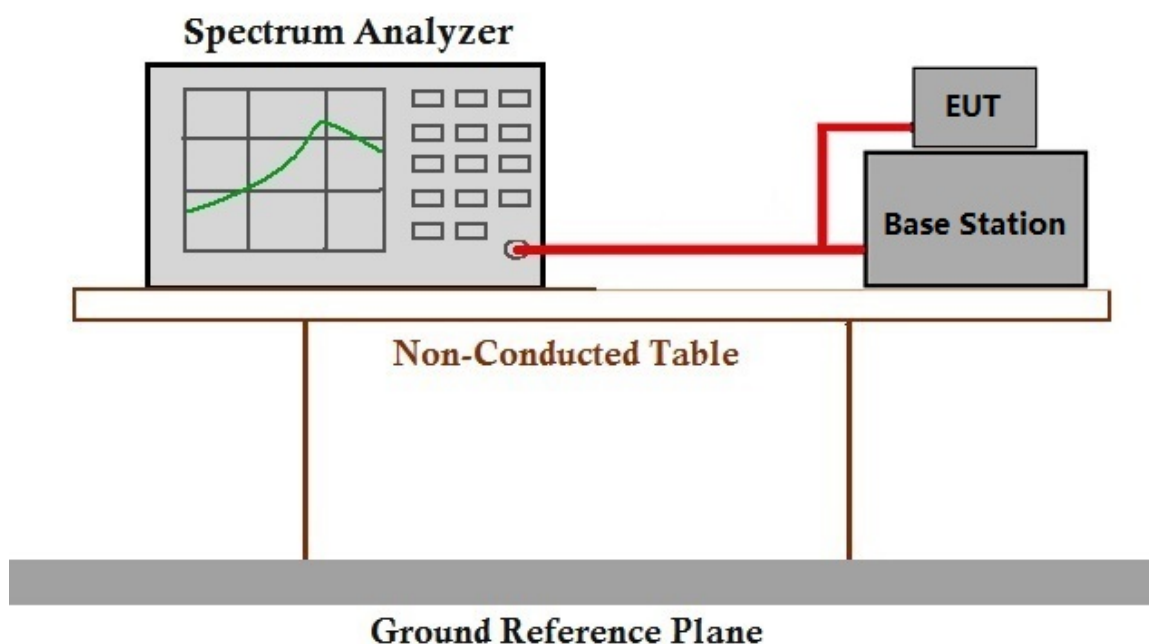 Spectrum Analyzer
EUT
Base Station
Non-Conducted Table
Ground Reference Plane